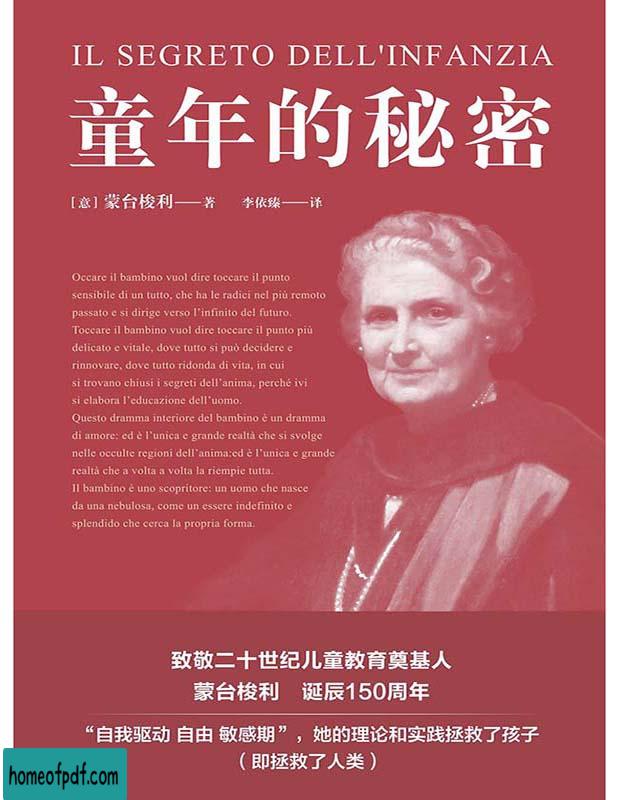 IL SEGRETO DELL'INFANZIA
童年的秘密
[意] 蒙台梭利——著 李依臻——译
Occare il bambino vuol dire toccare il punto
sensibile di un tutto, che ha le radici nel più remoto
passato e si dirige verso l'infinito del futuro.
Toccare il bambino vuol dire toccare il punto più
delicato e vitale, dove tutto si può decidere e
rinnovare, dove tutto ridonda di vita, in cui
si trovano chiusi i segreti dell'anima, perché ivi
si elabora l'educazione dell'uomo.
Questo dramma interiore del bambino è un dramma
di amore: ed è l'unica e grande realtà che si svolge
nelle occulte regioni dell'anima:ed è l'unica e grande
realtà che a volta a volta la riempie tutta.
Il bambino è uno scopritore: un uomo che nasce
da una nebulosa, come un essere indefinito e
splendido che cerca la propria forma.
致敬二十世纪儿童教育奠基人
蒙台梭利 诞辰150周年
“自我驱动 自由 敏感期”，她的理论和实践拯救了孩子
（即拯救了人类）
homeofpdf.com